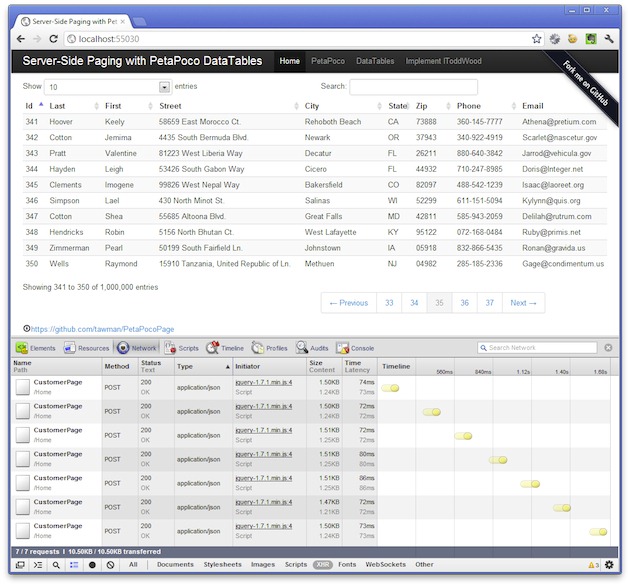 Server-Side Paging with Pet
localhost:55030
Server-Side Paging with PetaPoco DataTables Home PetaPoco DataTables Implement IToddWood
Fork me on GitHub
Show 10 entries Search:
Id Last First Street City State Zip Phone Email
341 Hoover Keely 58659 East Morocco Ct. Rehoboth Beach CA 73888 360-145-7777 Athena@pretium.com
342 Cotton Jemima 4435 South Bermuda Blvd. Newark OR 37943 340-922-4919 Scarlet@nascetur.gov
343 Pratt Valentine 81223 West Liberia Way Decatur FL 26211 880-640-3842 Jarrod@vehicula.gov
344 Hayden Leigh 53426 South Gabon Way Cicero FL 44932 710-247-8985 Doris@Integer.net
345 Clements Imogene 99826 West Nepal Way Bakersfield CO 82097 488-542-1239 Isaac@laoreet.org
346 Simpson Lael 430 North Minot St. Salinas WI 52299 611-151-5094 Kylynn@quis.org
347 Cotton Shea 55685 Altoona Blvd. Great Falls MD 42811 585-943-2059 Delilah@rutrum.com
348 Hendricks Robin 5156 North Bhutan Ct. West Lafayette KY 95122 072-168-0484 Ruby@primis.net
349 Zimmerman Pearl 50199 South Fairfield Ln. Johnstown IA 05918 832-866-5435 Ronan@gravida.us
350 Wells Raymond 15910 Tanzania, United Republic of Ln. Methuen NJ 04982 285-185-2336 Gage@condimentum.us
Showing 341 to 350 of 1,000,000 entries
← Previous 33 34 35 36 37 Next →
https://github.com/tawman/PetaPocoPage
Elements Resources Network Scripts Timeline Profiles Audits Console Search Network
Name Method Status Type Initiator Size Time Timeline
Path Text Content Latency 560ms 840ms 1.12s 1.40s 1.68s
CustomerPage POST 200 application/json jquery-1.7.1.min.js:4 1.50KB 74ms
/Home OK Script 1.24KB 73ms
CustomerPage POST 200 application/json jquery-1.7.1.min.js:4 1.50KB 72ms
/Home OK Script 1.24KB 72ms
CustomerPage POST 200 application/json jquery-1.7.1.min.js:4 1.51KB 72ms
/Home OK Script 1.25KB 72ms
CustomerPage POST 200 application/json jquery-1.7.1.min.js:4 1.51KB 80ms
/Home OK Script 1.25KB 80ms
CustomerPage POST 200 application/json jquery-1.7.1.min.js:4 1.51KB 86ms
/Home OK Script 1.25KB 86ms
CustomerPage POST 200 application/json jquery-1.7.1.min.js:4 1.47KB 72ms
/Home OK Script 1.21KB 72ms
CustomerPage POST 200 application/json jquery-1.7.1.min.js:4 1.50KB 73ms
/Home OK Script 1.24KB 72ms
7 / 7 requests | 10.50KB / 10.50KB transferred
All Documents Stylesheets Images Scripts XHR Fonts WebSockets Other 3